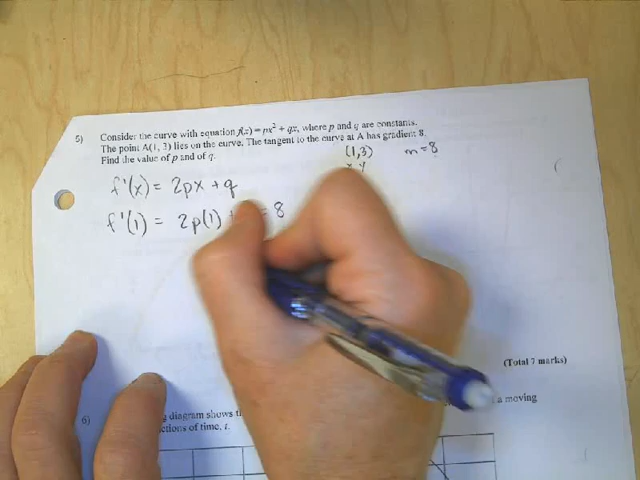 5) Consider the curve with equation f(x) = px² + qx, where p and q are constants.
The point A(1, 3) lies on the curve. The tangent to the curve at A has gradient 8.
Find the value of p and of q.
(1,3) m = 8
x y
f'(x) = 2px + q
f'(1) = 2p(1) + = 8
(Total 7 marks)
6) diagram shows a moving
of time, t.